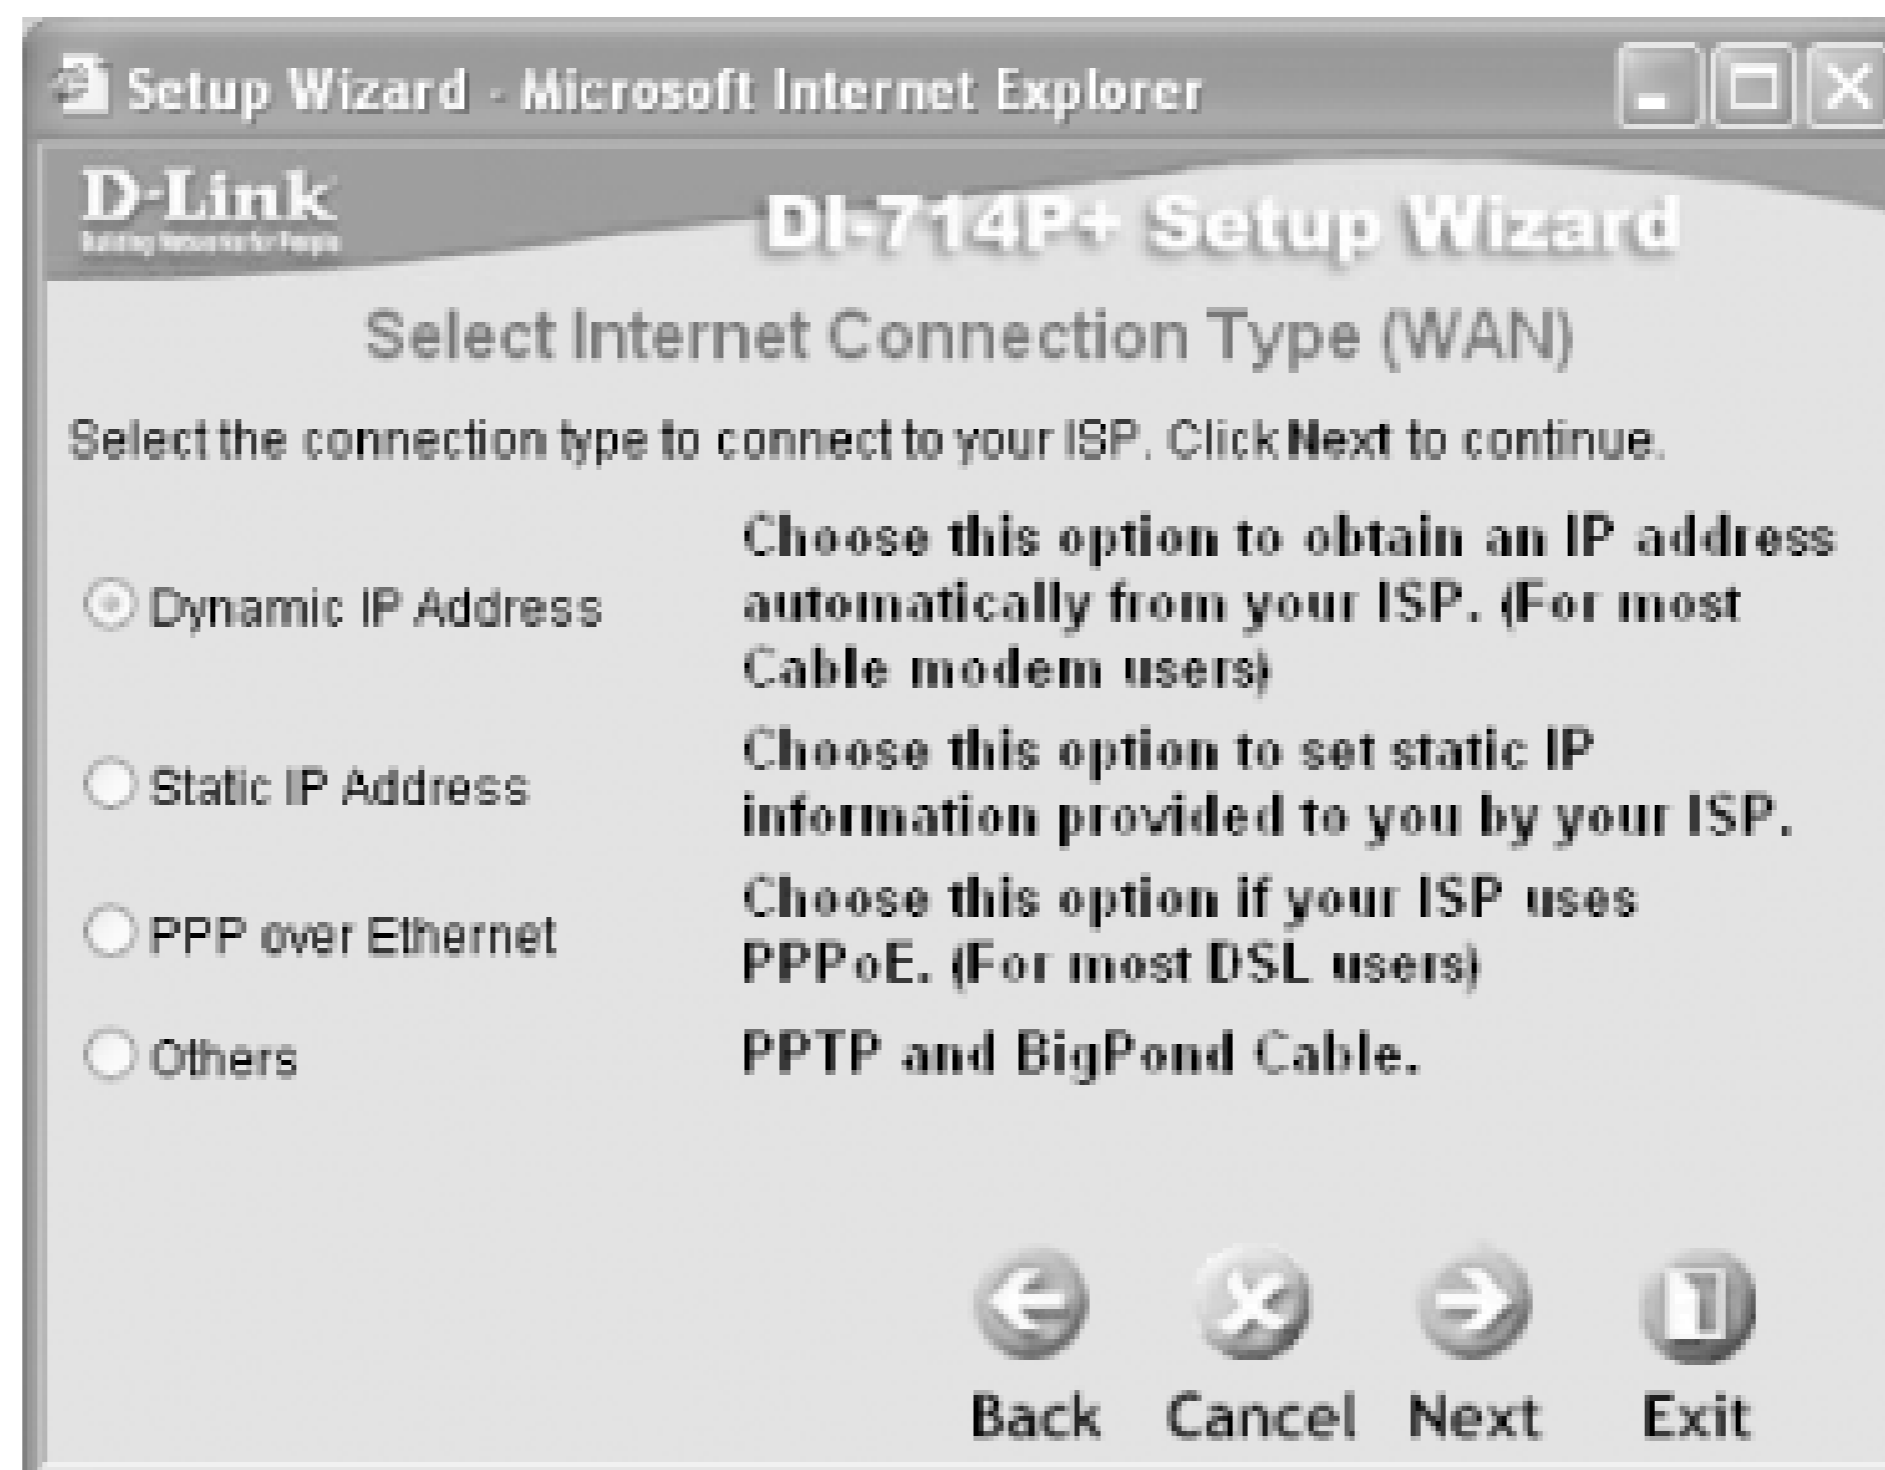 Setup Wizard - Microsoft Internet Explorer
D-Link
Building Networks for People
DI-714P+ Setup Wizard
Select Internet Connection Type (WAN)
Select the connection type to connect to your ISP. Click Next to continue.
Dynamic IP Address
Choose this option to obtain an IP address
automatically from your ISP. (For most
Cable modem users)
Static IP Address
Choose this option to set static IP
information provided to you by your ISP.
PPP over Ethernet
Choose this option if your ISP uses
PPPoE. (For most DSL users)
Others
PPTP and BigPond Cable.
Back Cancel Next Exit